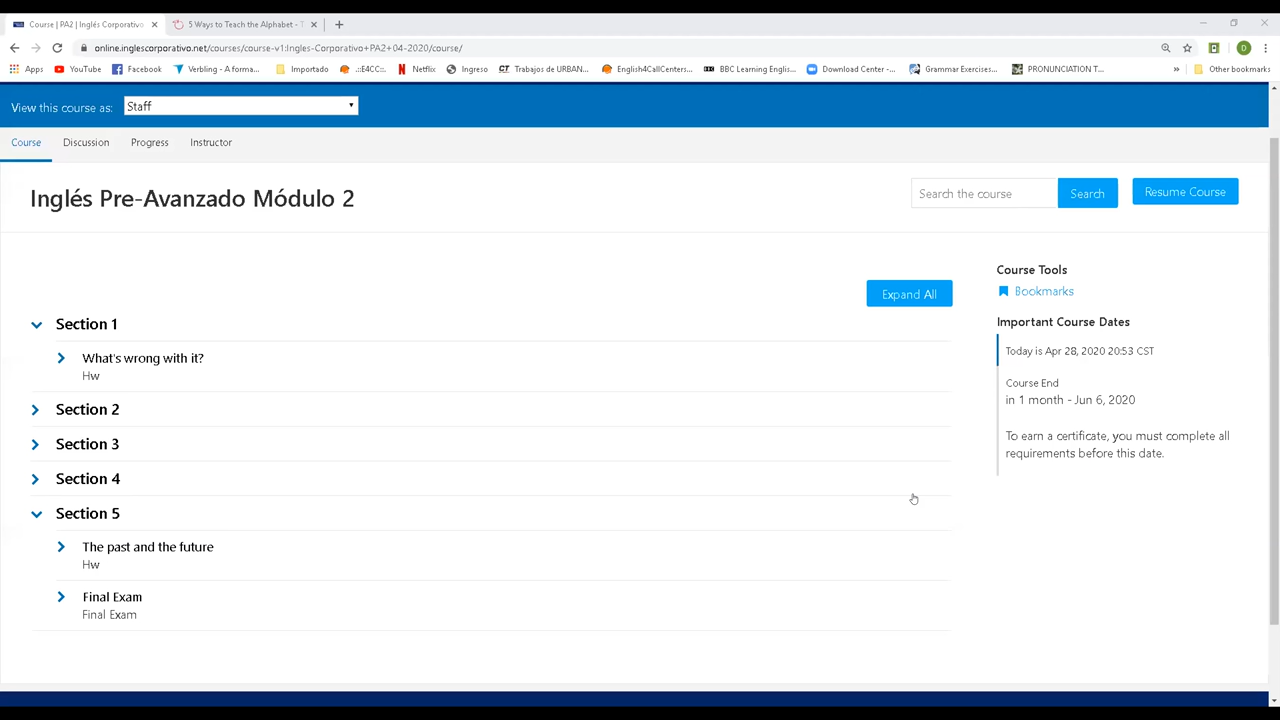 Course | PA2 | Inglés Corporativo
5 Ways to Teach the Alphabet - T
online.inglescorporativo.net/courses/course-v1:Ingles-Corporativo+PA2+04-2020/course/
D
Apps
YouTube
Facebook
Verbling - A forma...
Importado
.::E4CC::.
Netflix
Ingreso
CT Trabajos de URBAN...
English4CallCenters...
BBC Learning Englis...
Download Center -...
Grammar Exercises...
PRONUNCIATION T...
»
Other bookmarks
View this course as:
Staff
Course
Discussion
Progress
Instructor
Inglés Pre-Avanzado Módulo 2
Search the course
Search
Resume Course
Expand All
Section 1
What's wrong with it?
Hw
Section 2
Section 3
Section 4
Section 5
The past and the future
Hw
Final Exam
Final Exam
Course Tools
Bookmarks
Important Course Dates
Today is Apr 28, 2020 20:53 CST
Course End
in 1 month - Jun 6, 2020
To earn a certificate, you must complete all
requirements before this date.